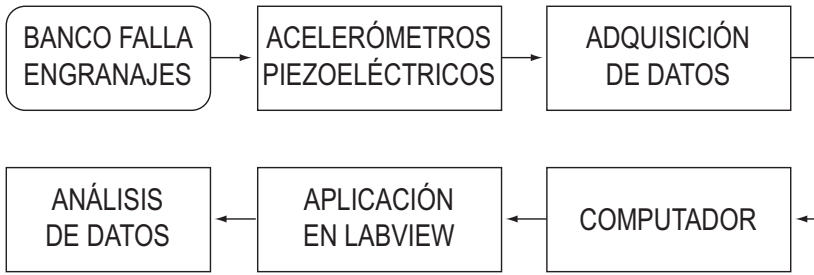 BANCO FALLA
ENGRANAJES
ACELERÓMETROS
PIEZOELÉCTRICOS
ADQUISICIÓN
DE DATOS
COMPUTADOR
APLICACIÓN
EN LABVIEW
ANÁLISIS
DE DATOS